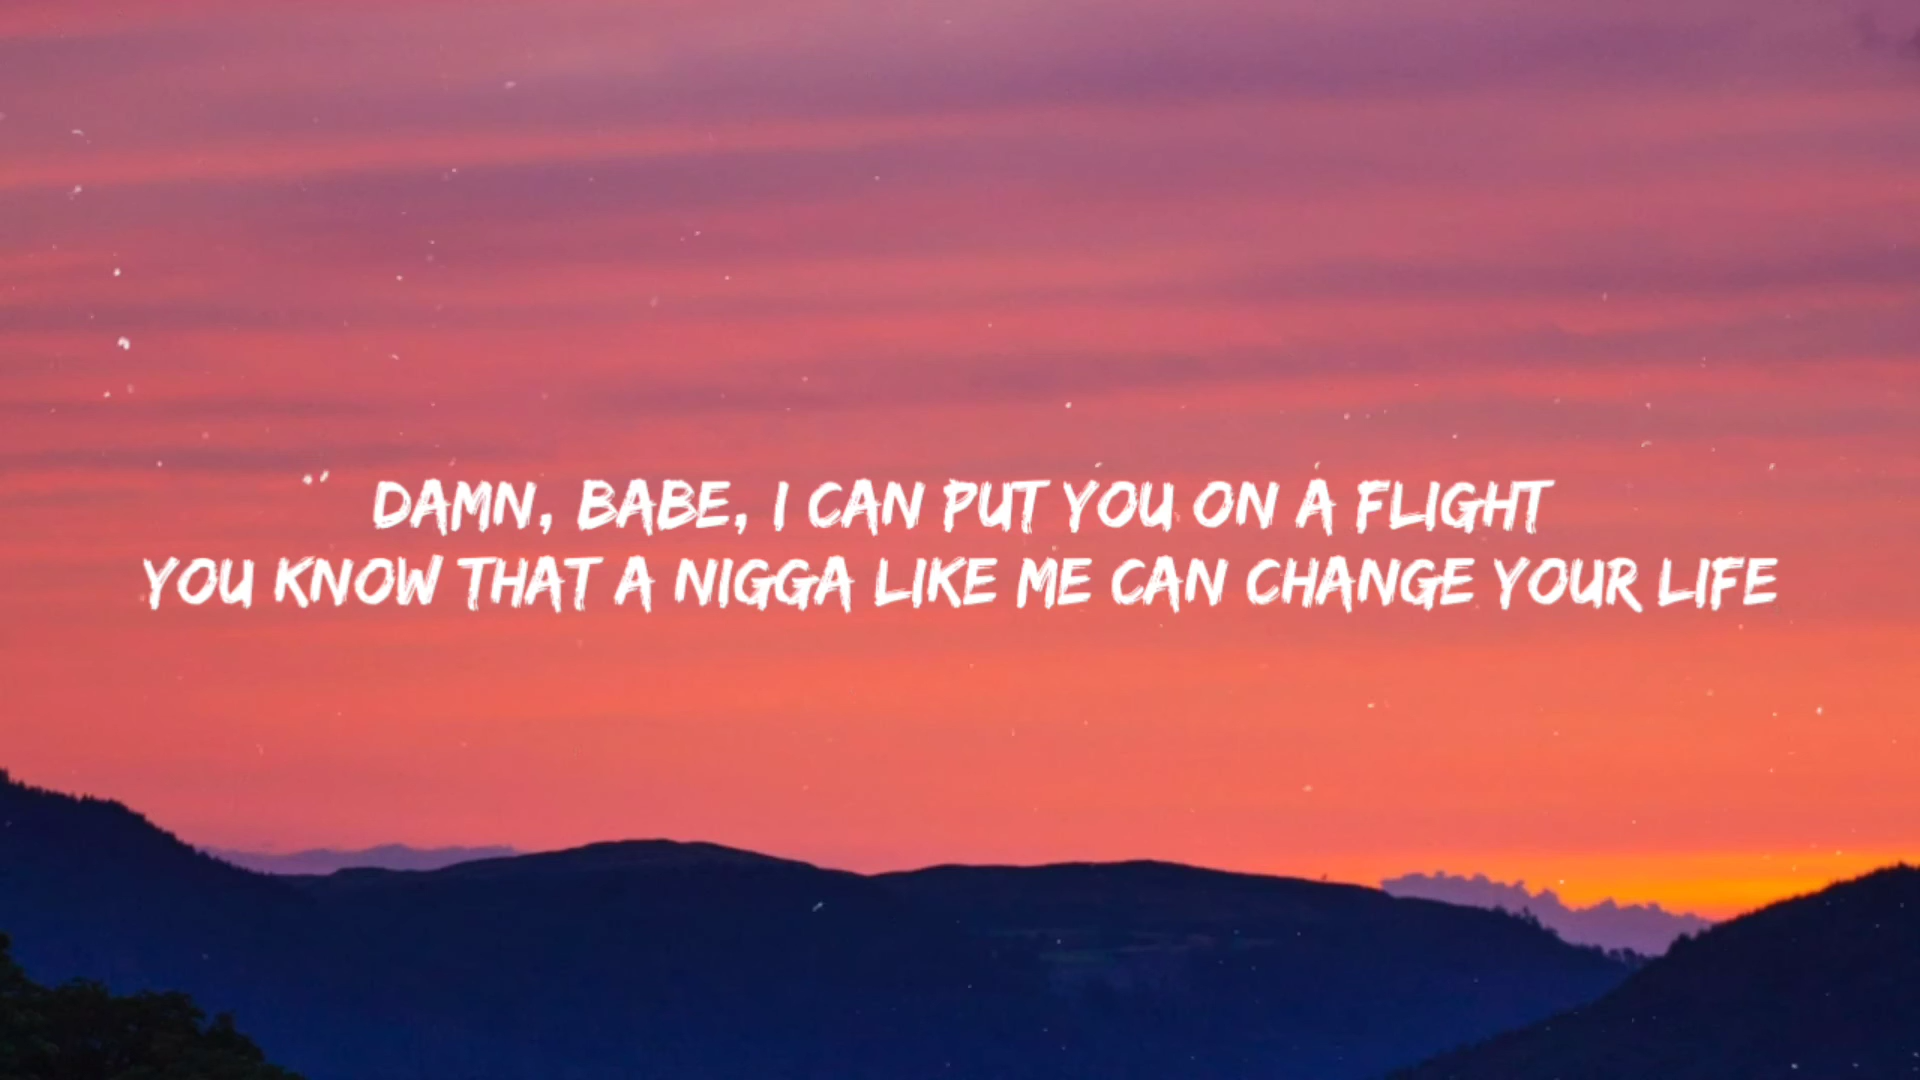 DAMN, BABE, I CAN PUT YOU ON A FLIGHT
YOU KNOW THAT A NIGGA LIKE ME CAN CHANGE YOUR LIFE